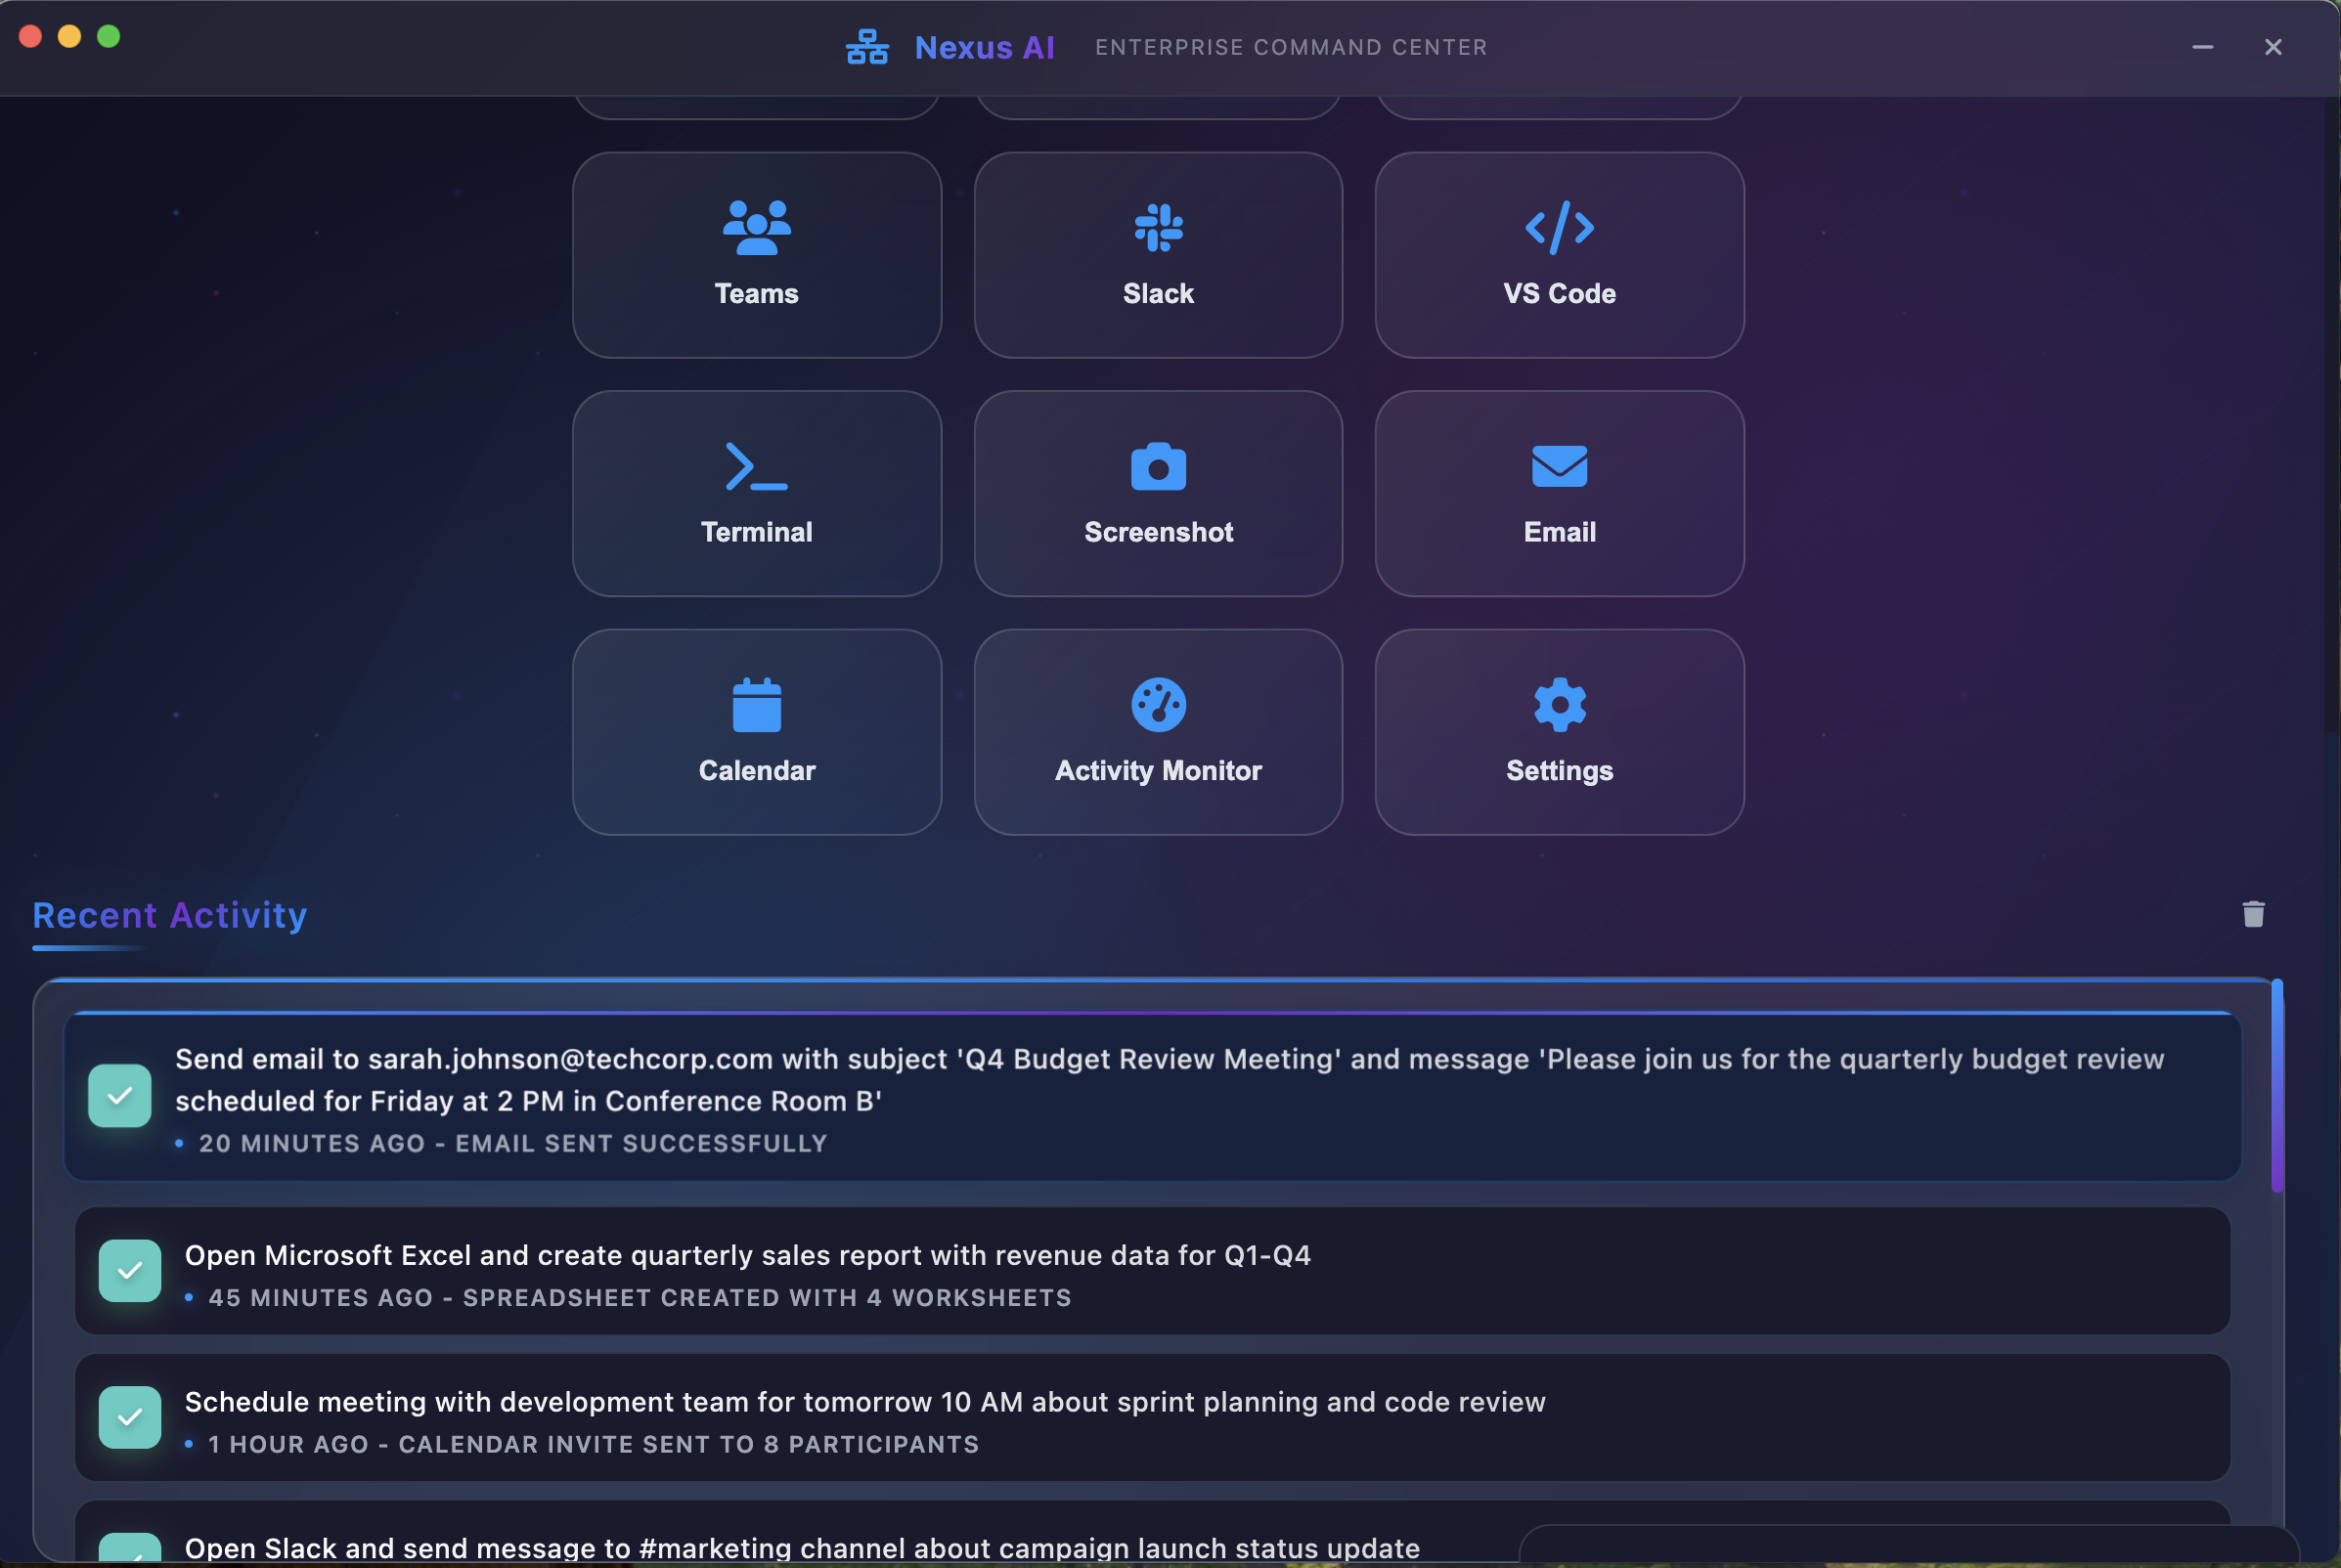 Nexus AI ENTERPRISE COMMAND CENTER
Teams Slack VS Code
Terminal Screenshot Email
Calendar Activity Monitor Settings
Recent Activity
Send email to sarah.johnson@techcorp.com with subject 'Q4 Budget Review Meeting' and message 'Please join us for the quarterly budget review
scheduled for Friday at 2 PM in Conference Room B'
• 20 MINUTES AGO - EMAIL SENT SUCCESSFULLY
Open Microsoft Excel and create quarterly sales report with revenue data for Q1-Q4
• 45 MINUTES AGO - SPREADSHEET CREATED WITH 4 WORKSHEETS
Schedule meeting with development team for tomorrow 10 AM about sprint planning and code review
• 1 HOUR AGO - CALENDAR INVITE SENT TO 8 PARTICIPANTS
Open Slack and send message to #marketing channel about campaign launch status update